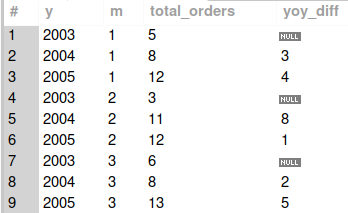 # y m total_orders yoy_diff
1 2003 1 5 NULL
2 2004 1 8 3
3 2005 1 12 4
4 2003 2 3 NULL
5 2004 2 11 8
6 2005 2 12 1
7 2003 3 6 NULL
8 2004 3 8 2
9 2005 3 13 5